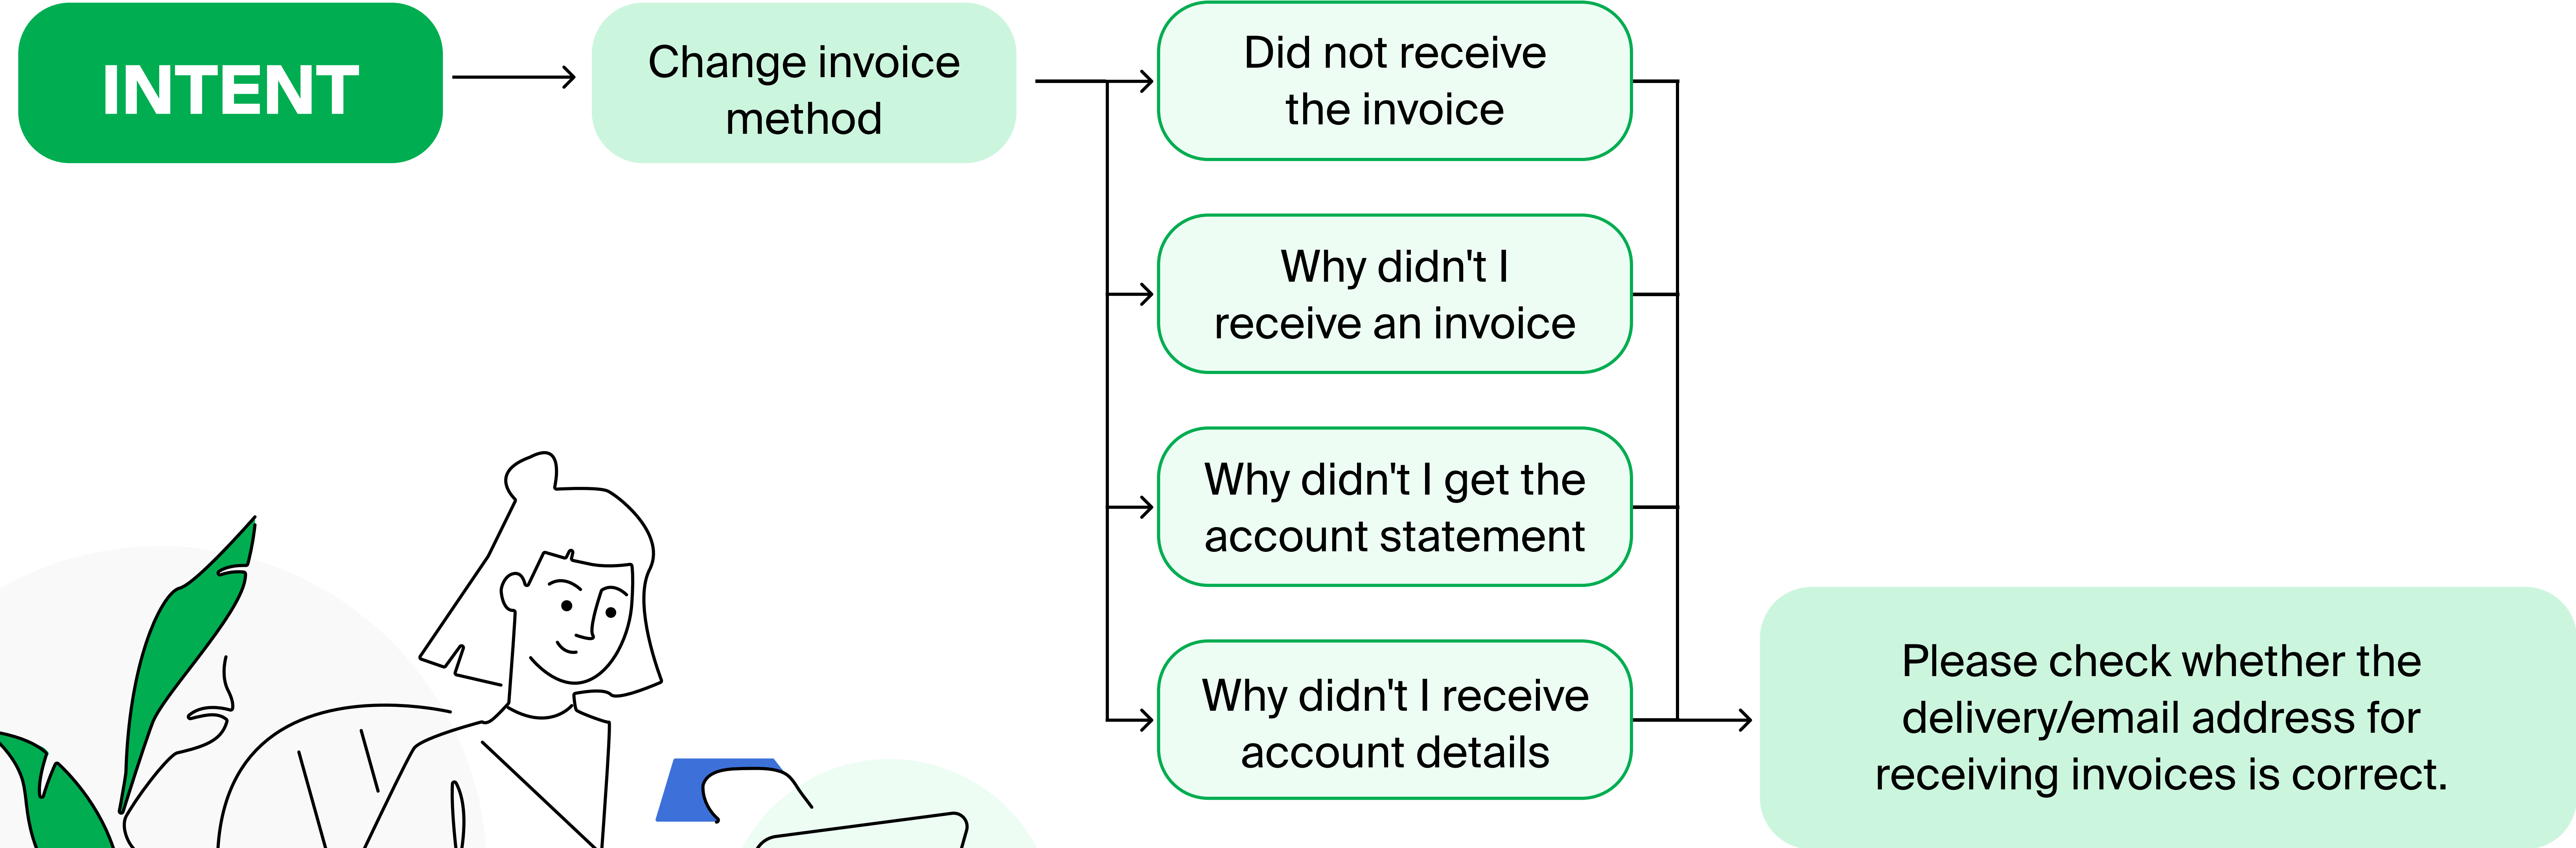 INTENT
Change invoice
method
Did not receive
the invoice
Why didn't I
receive an invoice
Why didn't I get the
account statement
Why didn't I receive
account details
Please check whether the
delivery/email address for
receiving invoices is correct.